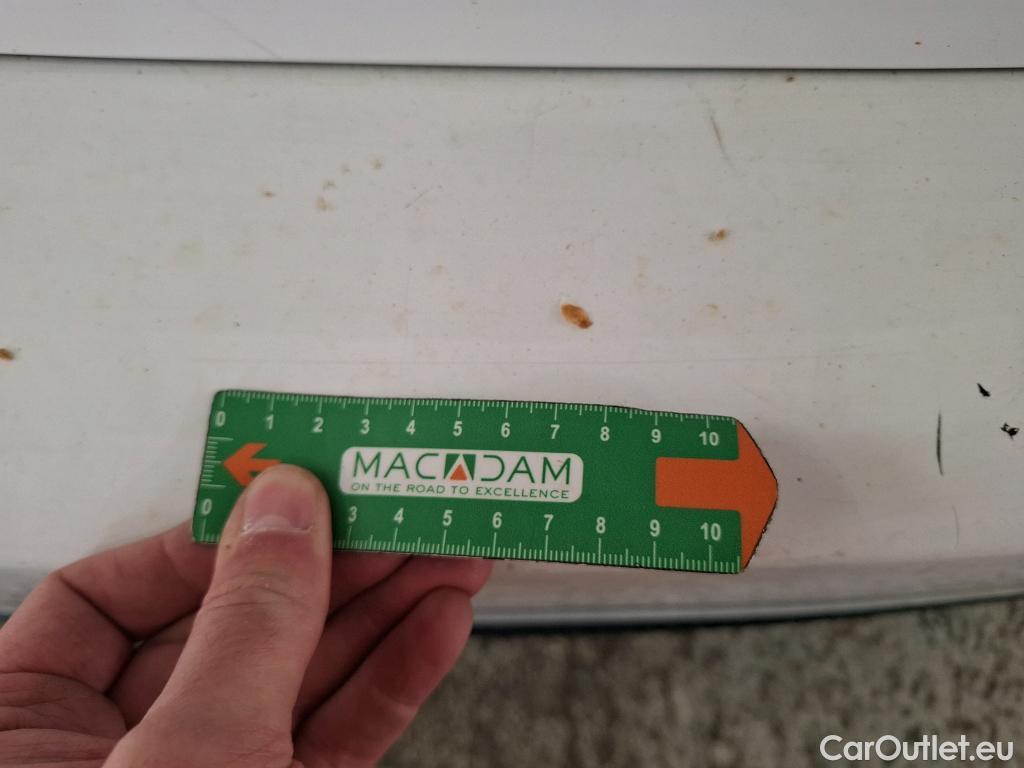 0 1 2 3 4 5 6 7 8 9 10
MACADAM
ON THE ROAD TO EXCELLENCE
0 3 4 5 6 7 8 9 10
CarOutlet.eu